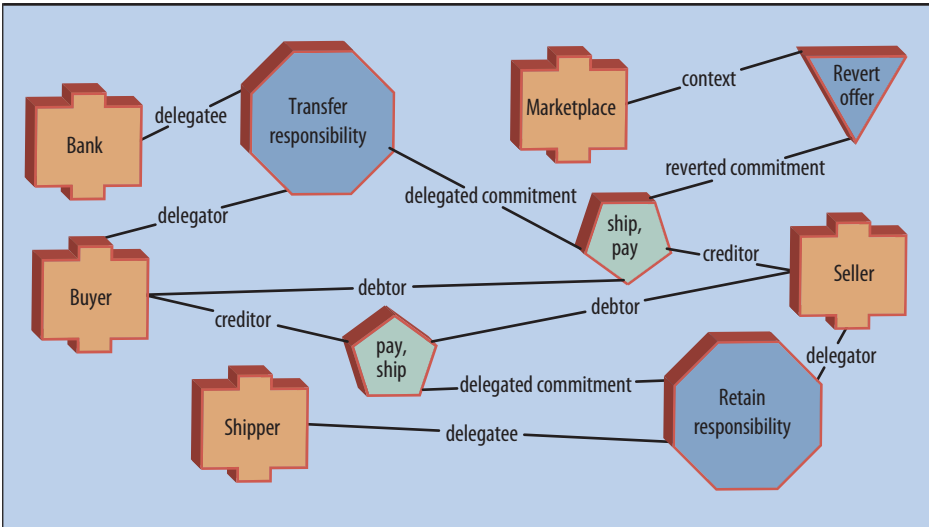 Bank
delegatee
Transfer
responsibility
Marketplace
context
Revert
offer
reverted commitment
delegated commitment
delegator
ship,
pay
creditor
Buyer
debtor
Seller
creditor
debtor
pay,
ship
delegator
delegated commitment
Retain
responsibility
Shipper
delegatee